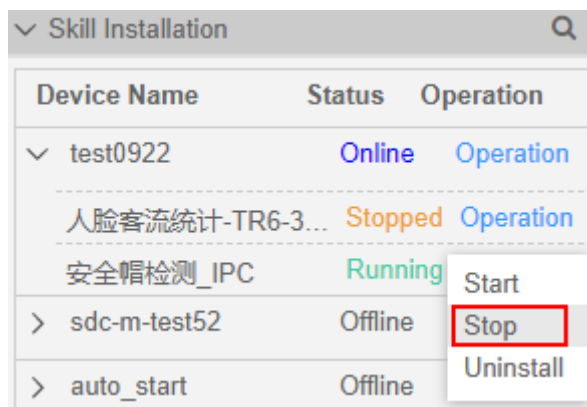 Skill Installation
Device Name Status Operation
test0922 Online Operation
人脸客流统计-TR6-3... Stopped Operation
安全帽检测_IPC Running
Start
sdc-m-test52 Offline
Stop
Uninstall
auto_start Offline